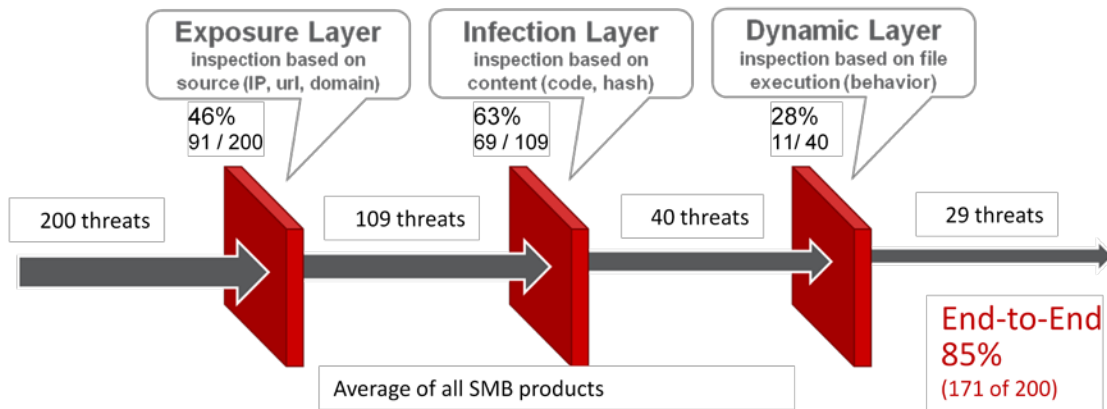 Exposure Layer
inspection based on
source (IP, url, domain)
Infection Layer
inspection based on
content (code, hash)
Dynamic Layer
inspection based on file
execution (behavior)
46%
91 / 200
63%
69 / 109
28%
11/ 40
200 threats
109 threats
40 threats
29 threats
End-to-End
85%
(171 of 200)
Average of all SMB products